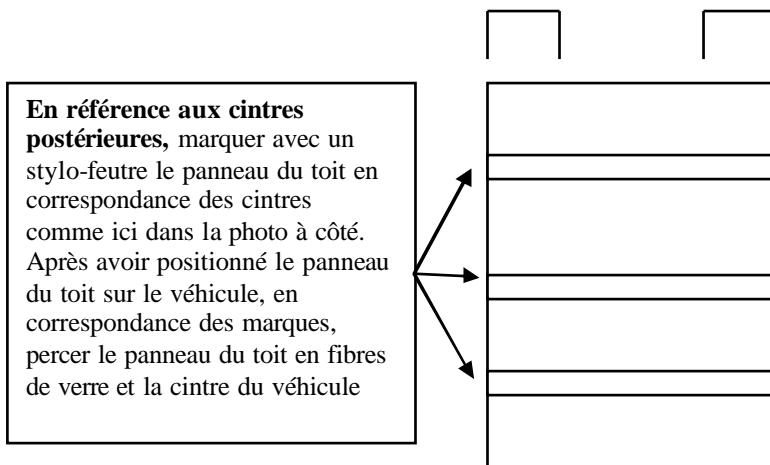 En référence aux cintres
postérieures, marquer avec un
stylo-feutre le panneau du toit en
correspondance des cintres
comme ici dans la photo à côté.
Après avoir positionné le panneau
du toit sur le véhicule, en
correspondance des marques,
percer le panneau du toit en fibres
de verre et la cintre du véhicule